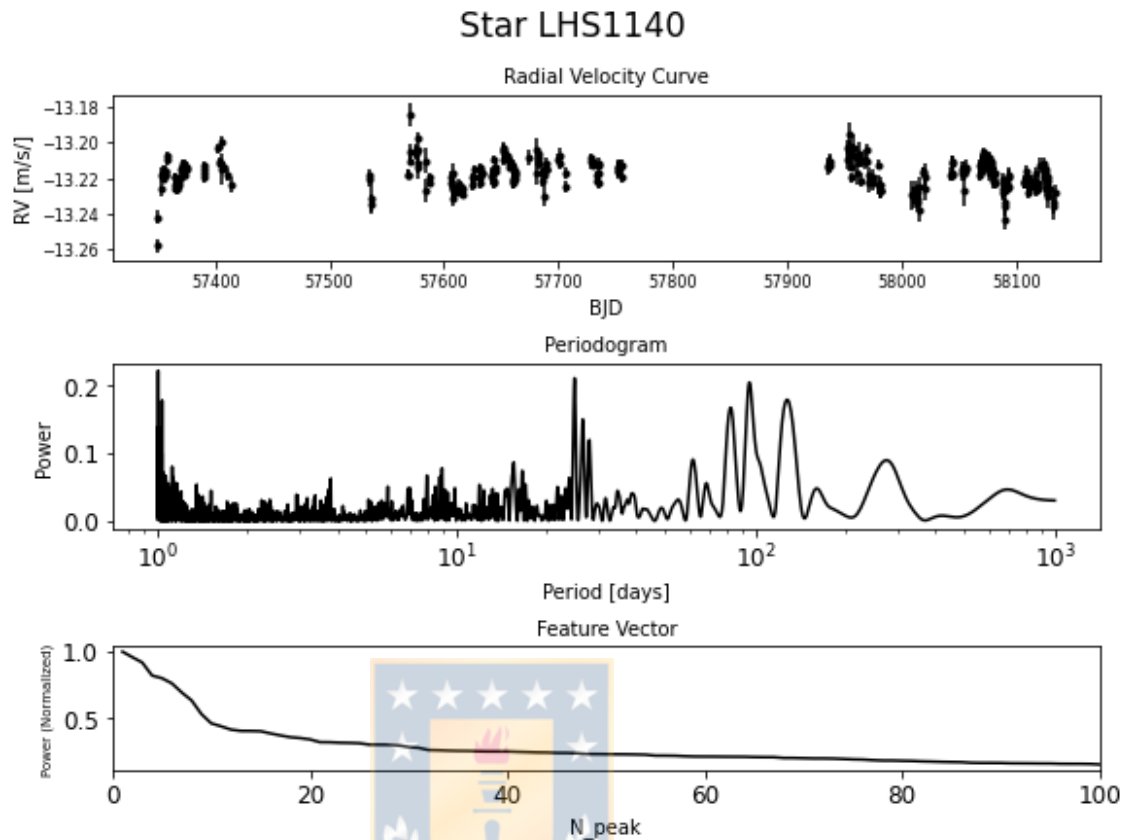 Star LHS1140
Radial Velocity Curve
RV [m/s/]
−13.18
−13.20
−13.22
−13.24
−13.26
57400 57500 57600 57700 57800 57900 58000 58100
BJD
Periodogram
Power
0.2
0.1
0.0
10^0 10^1 10^2 10^3
Period [days]
Feature Vector
Power (Normalized)
1.0
0.5
0 20 40 60 80 100
N_peak